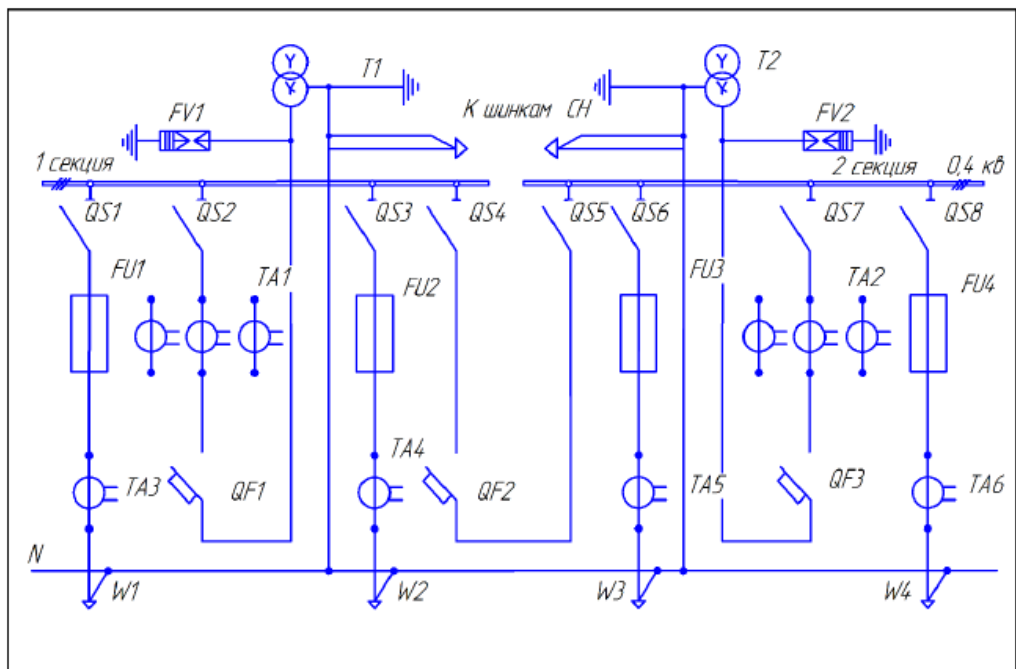 Y
Y
T1
Y
Y
T2
FV1
К шинкам СН
FV2
1 секция
2 секция
0,4 кв
QS1
QS2
QS3
QS4
QS5
QS6
QS7
QS8
FU1
TA1
FU2
FU3
TA2
FU4
TA3
QF1
TA4
QF2
TA5
QF3
TA6
N
W1
W2
W3
W4